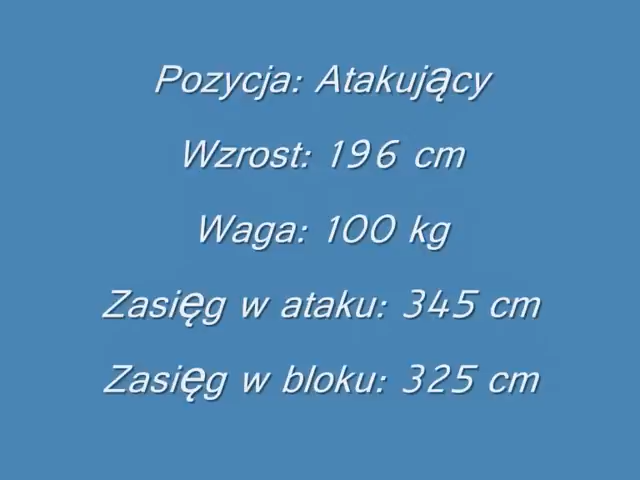 Pozycja: Atakujący
Wzrost: 196 cm
Waga: 100 kg
Zasięg w ataku: 345 cm
Zasięg w bloku: 325 cm